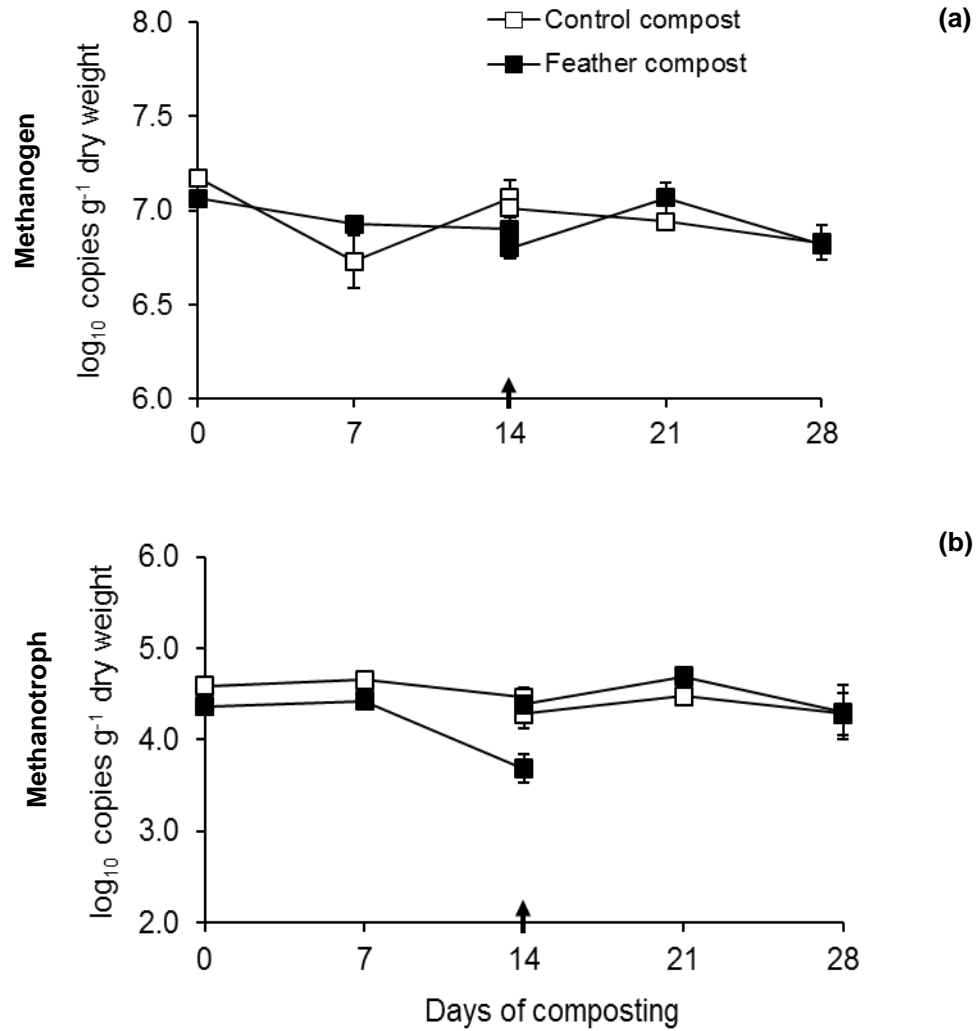 (a)
Control compost
Feather compost
Methanogen
log₁₀ copies g⁻¹ dry weight
8.0
7.5
7.0
6.5
6.0
0 7 14 21 28
(b)
Methanotroph
log₁₀ copies g⁻¹ dry weight
6.0
5.0
4.0
3.0
2.0
0 7 14 21 28
Days of composting